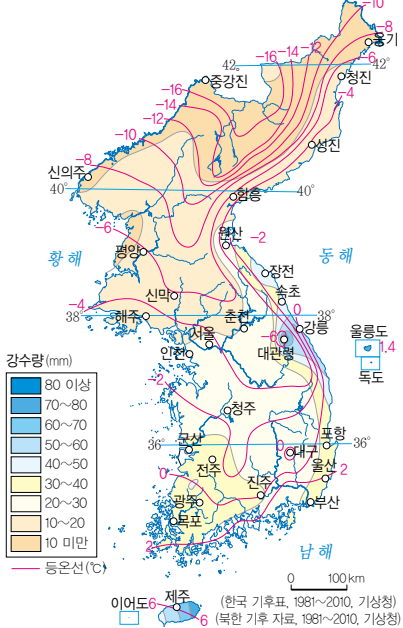 -10
-8
웅기
-6
-16 -14 -12
42° 42°
청진
중강진
-4
-16
-14
-12
-10
성진
-8
신의주
40° 40°
함흥
-6
원산
-2
황해
동해
평양
장전
신막
속초
-4
0
38° 38°
해주
춘천
강릉
울릉도
서울
-6
1.4
강수량(mm)
인천
대관령
독도
80 이상
70~80
-2
60~70
50~60
청주
40~50
군산
36° 36°
포항
30~40
0
대구
전주
울산
20~30
0
2
진주
10~20
광주
부산
10 미만
목포
등온선(℃)
2
남해
0 100km
이어도
6
제주
6
(한국 기후표, 1981~2010, 기상청)
(북한 기후 자료, 1981~2010, 기상청)